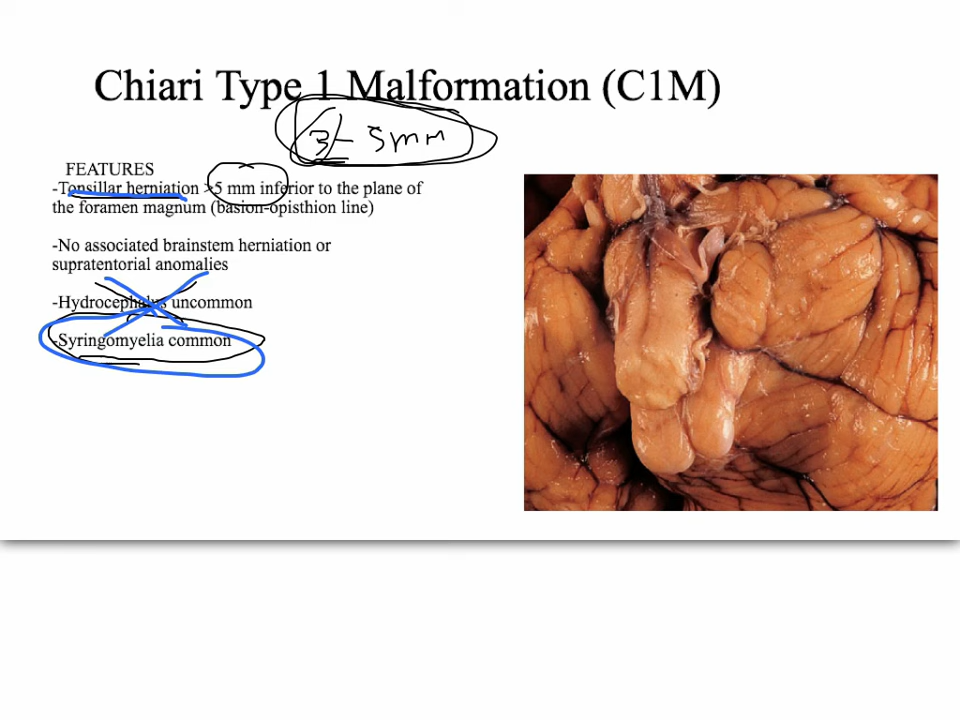 Chiari Type 1 Malformation (C1M)
3-5mm
FEATURES
-Tonsillar herniation >5 mm inferior to the plane of
the foramen magnum (basion-opisthion line)
-No associated brainstem herniation or
supratentorial anomalies
-Hydrocephalus uncommon
-Syringomyelia common